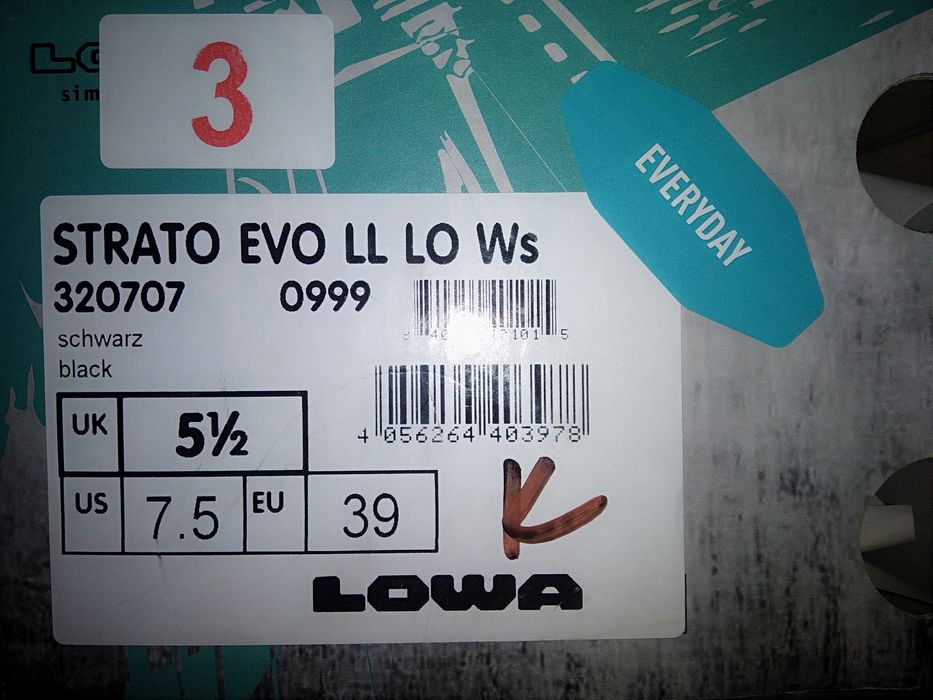 3
EVERYDAY
STRATO EVO LL LO Ws
320707 0999
schwarz
black
4 056264 403978
UK 5½
US 7.5 EU 39
K
LOWA